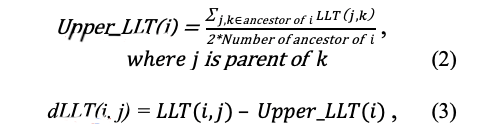 Upper_LLT(i) = Σj,k∈ancestor of i LLT(j,k) / 2*Number of ancestor of i ,
where j is parent of k (2)
dLLT(i, j) = LLT(i,j) – Upper_LLT(i) , (3)